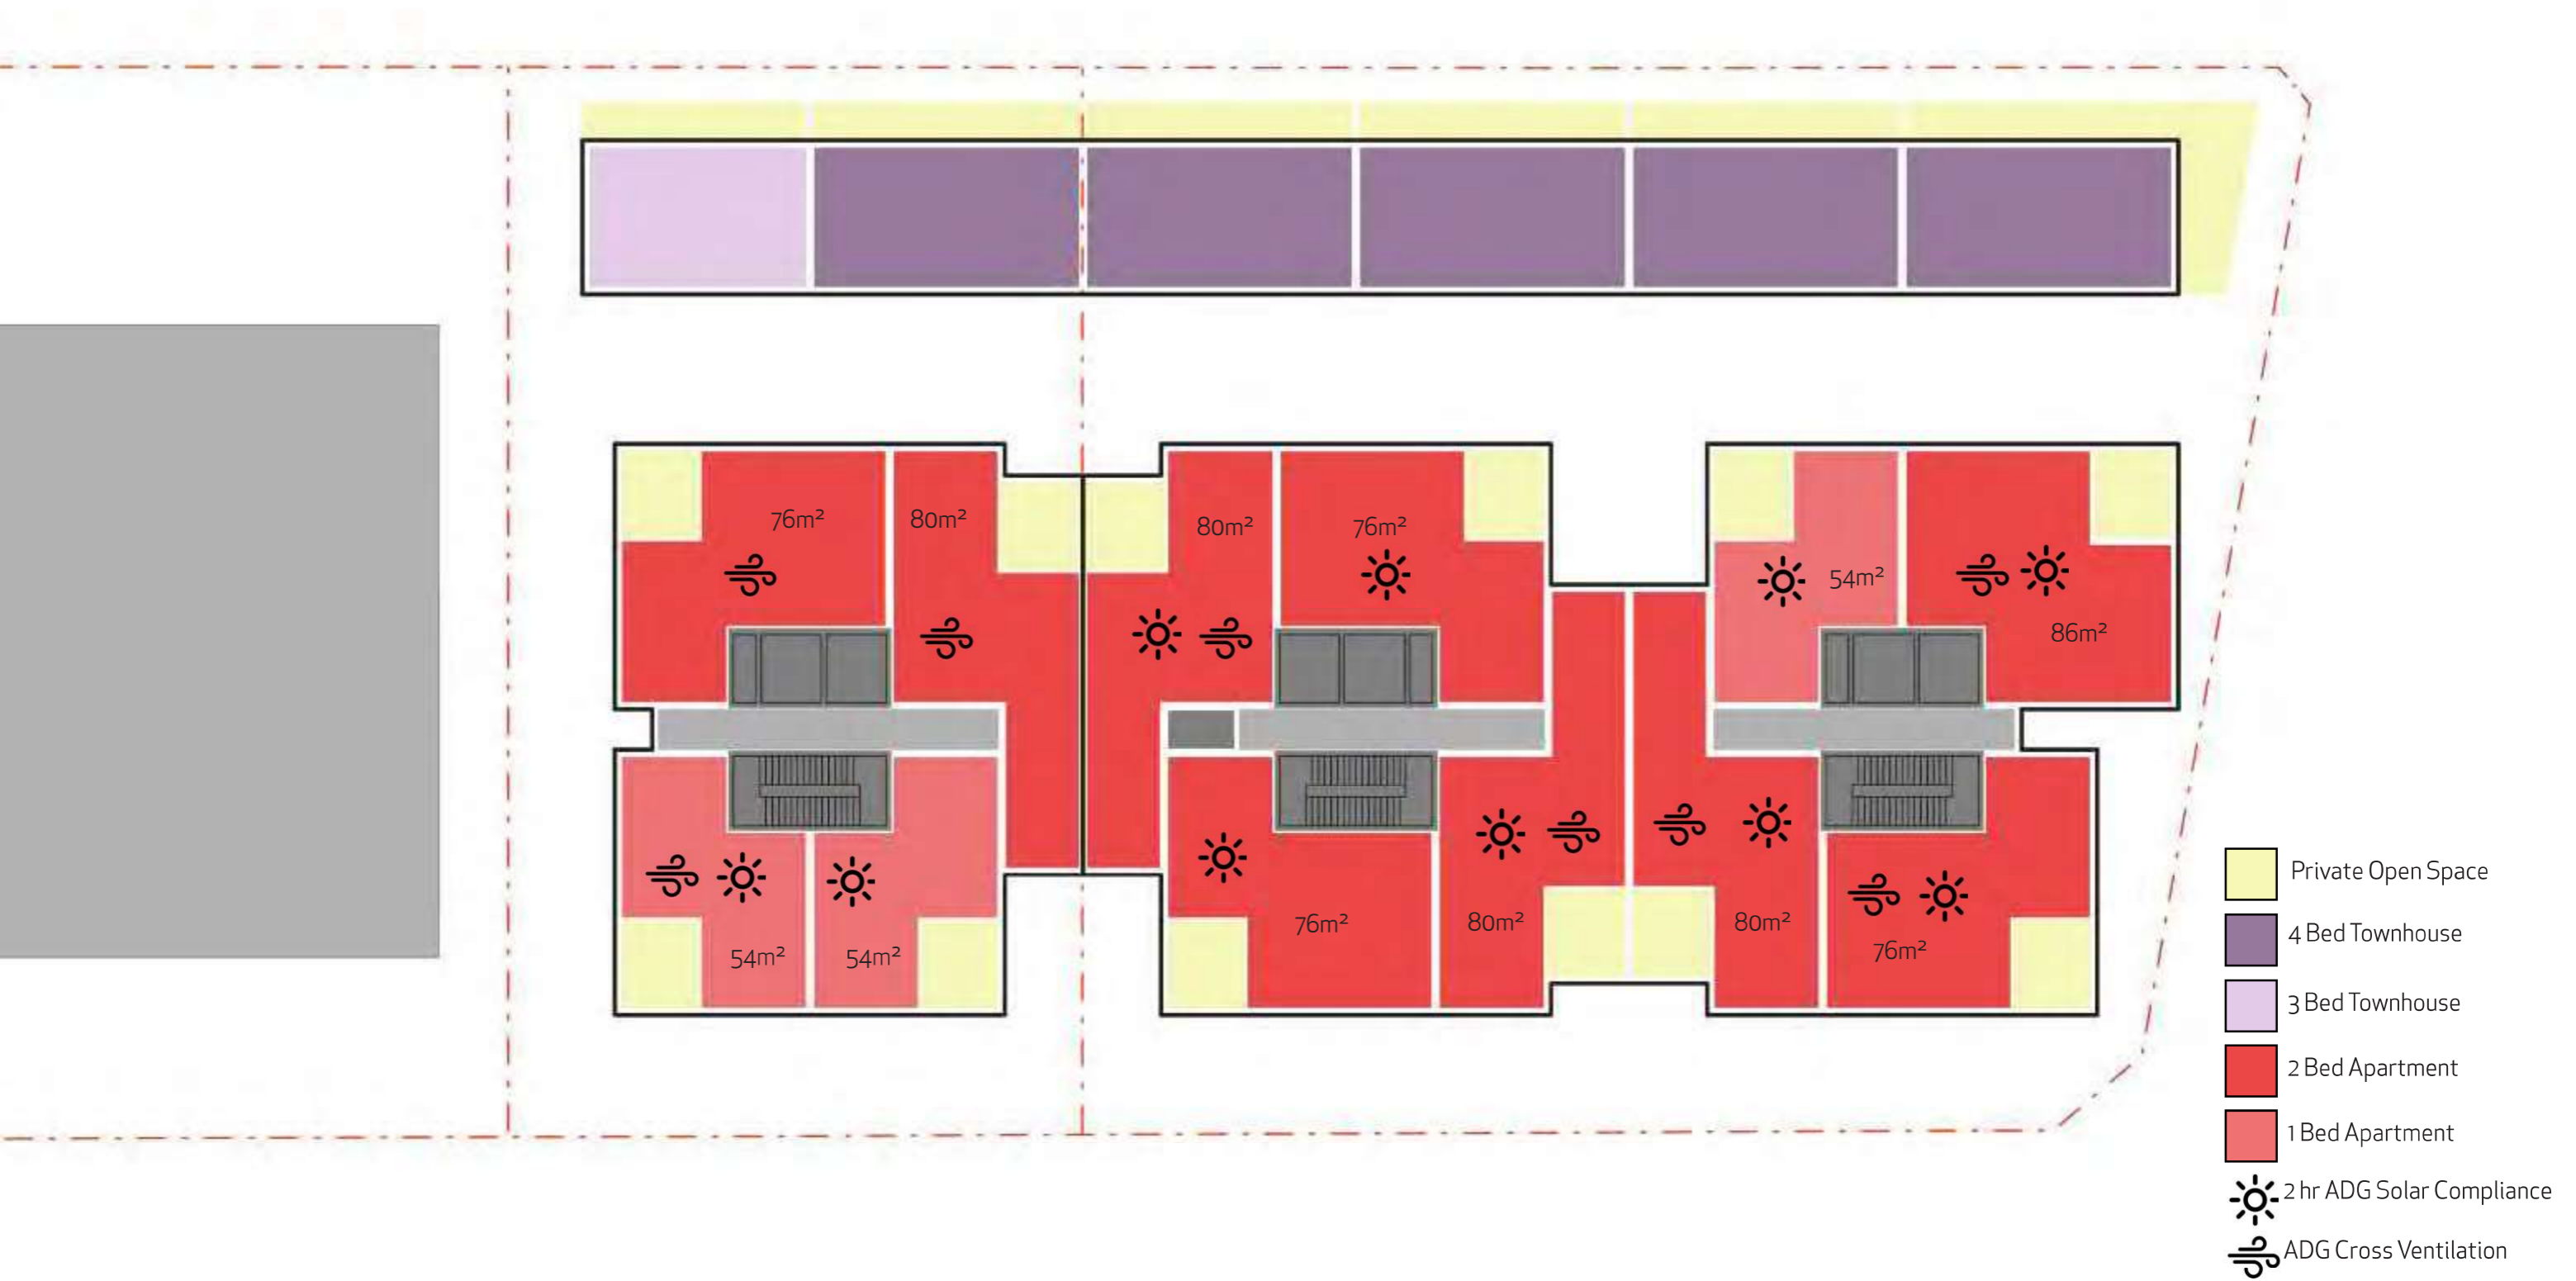 76m²
80m²
80m²
76m²
54m²
86m²
54m²
54m²
76m²
80m²
80m²
76m²
Private Open Space
4 Bed Townhouse
3 Bed Townhouse
2 Bed Apartment
1 Bed Apartment
2 hr ADG Solar Compliance
ADG Cross Ventilation